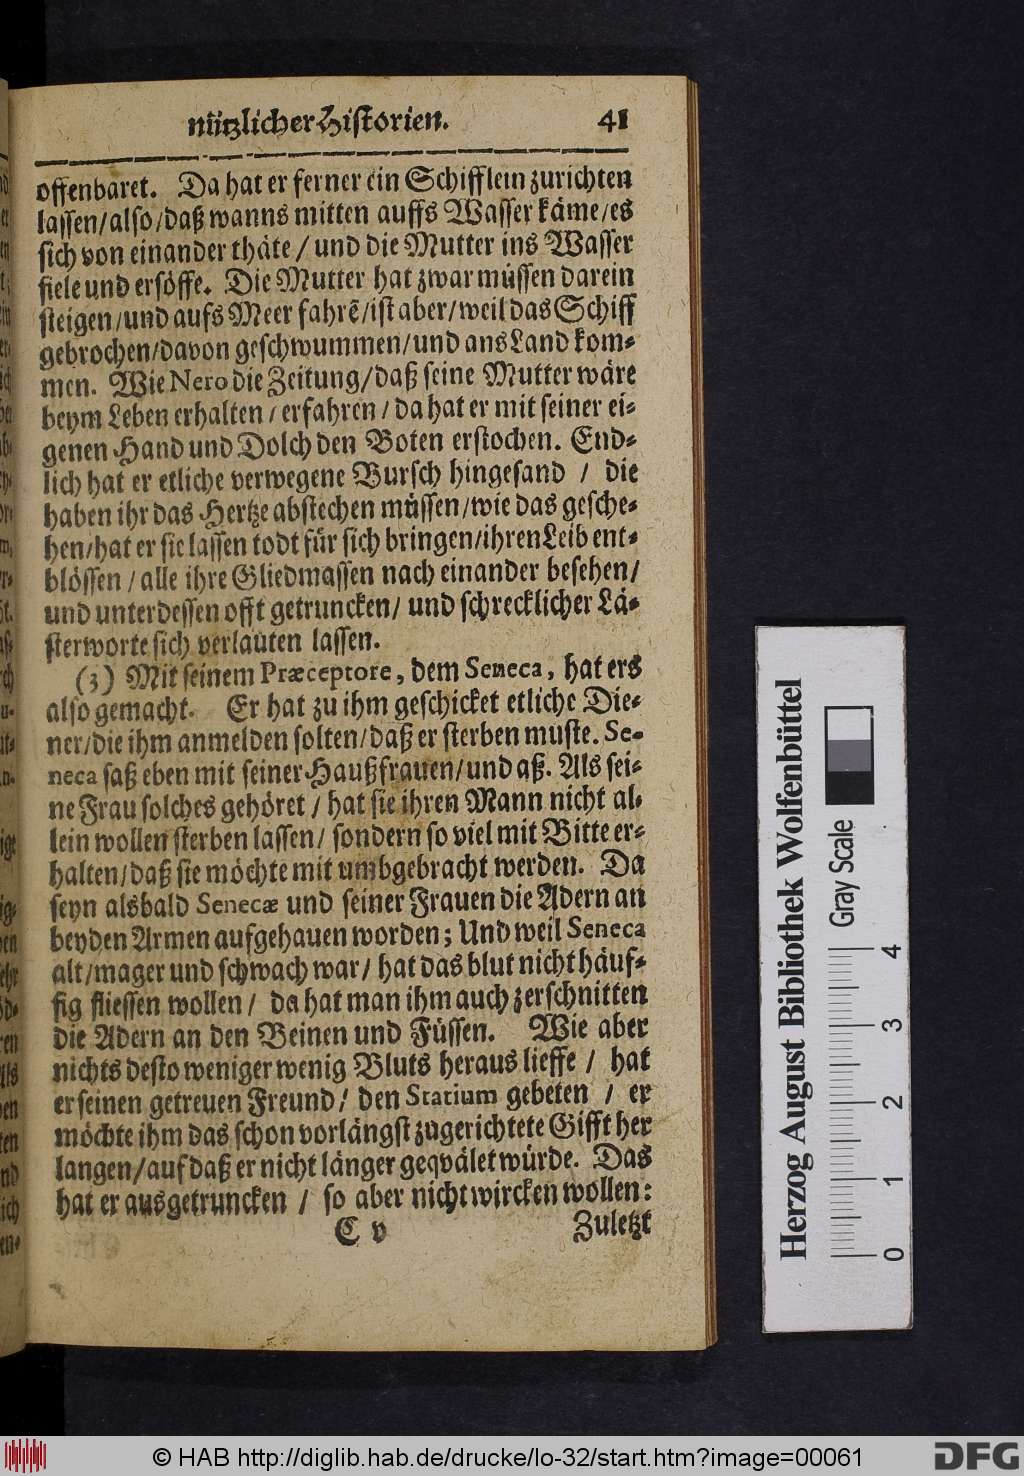 nützlicher Historien. 41
offenbaret. Da hat er ferner ein Schifflein zurichten
lassen/also/daß wanns mitten auffs Wasser käme/es
sich von einander thäte/ und die Mutter ins Wasser
fiele und ersöffe. Die Mutter hat zwar müssen darein
steigen/und aufs Meer fahrẽ/ist aber/weil das Schiff
gebrochen/davon geschwummen/und ans Land kom-
men. Wie Nero die Zeitung/daß seine Mutter wäre
beym Leben erhalten/ erfahren/ da hat er mit seiner ei-
genen Hand und Dolch den Boten erstochen. End-
lich hat er etliche verwegene Bursch hingesand / die
haben ihr das Hertze abstechen müssen/wie das gesche-
hen/hat er sie lassen todt für sich bringen/ihren Leib ent-
blössen/ alle ihre Gliedmassen nach einander besehen/
und unterdessen offt getruncken/ und schrecklicher Lä-
sterworte sich verlauten lassen.
(3) Mit seinem Præceptore, dem Seneca, hat ers
also gemacht. Er hat zu ihm geschicket etliche Die-
ner/die ihm anmelden solten/daß er sterben muste. Se-
neca saß eben mit seiner Haußfrauen/und aß. Als sei-
ne Frau solches gehöret/ hat sie ihren Mann nicht al-
lein wollen sterben lassen/ sondern so viel mit Bitte er-
halten/daß sie möchte mit umbgebracht werden. Da
seyn alsbald Senecæ und seiner Frauen die Adern an
beyden Armen aufgehauen worden; Und weil Seneca
alt/mager und schwach war/ hat das blut nicht häuf-
fig fliessen wollen/ da hat man ihm auch zerschnitten
die Adern an den Beinen und Füssen. Wie aber
nichts desto weniger wenig Bluts heraus lieffe / hat
er seinen getreuen Freund/ den Statium gebeten / er
möchte ihm das schon vorlängst zugerichtete Gifft her
langen/auf daß er nicht länger geqvälet würde. Das
hat er ausgetruncken / so aber nicht wircken wollen:
C v Zuletzt
Herzog August Bibliothek Wolfenbüttel
Gray Scale
0 1 2 3 4
© HAB http://diglib.hab.de/drucke/lo-32/start.htm?image=00061
DFG